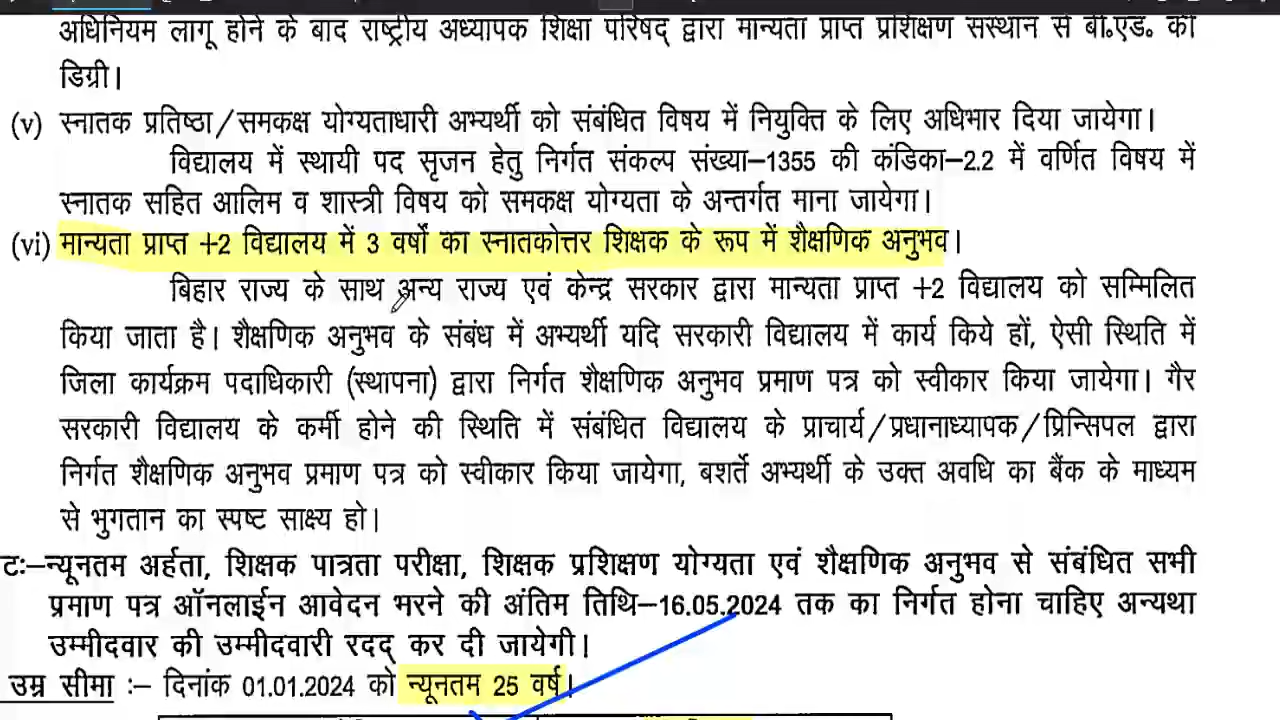 अधिनियम लागू होने के बाद राष्ट्रीय अध्यापक शिक्षा परिषद् द्वारा मान्यता प्राप्त प्रशिक्षण संस्थान से बी॰एड॰ की
डिग्री।
(v) स्नातक प्रतिष्ठा/समकक्ष योग्यताधारी अभ्यर्थी को संबंधित विषय में नियुक्ति के लिए अधिभार दिया जायेगा।
विद्यालय में स्थायी पद सृजन हेतु निर्गत संकल्प संख्या–1355 की कंडिका–2.2 में वर्णित विषय में
स्नातक सहित आलिम व शास्त्री विषय को समकक्ष योग्यता के अन्तर्गत माना जायेगा।
(vi) मान्यता प्राप्त +2 विद्यालय में 3 वर्षों का स्नातकोत्तर शिक्षक के रूप में शैक्षणिक अनुभव।
बिहार राज्य के साथ अन्य राज्य एवं केन्द्र सरकार द्वारा मान्यता प्राप्त +2 विद्यालय को सम्मिलित
किया जाता है। शैक्षणिक अनुभव के संबंध में अभ्यर्थी यदि सरकारी विद्यालय में कार्य किये हों, ऐसी स्थिति में
जिला कार्यक्रम पदाधिकारी (स्थापना) द्वारा निर्गत शैक्षणिक अनुभव प्रमाण पत्र को स्वीकार किया जायेगा। गैर
सरकारी विद्यालय के कर्मी होने की स्थिति में संबंधित विद्यालय के प्राचार्य/प्रधानाध्यापक/प्रिन्सिपल द्वारा
निर्गत शैक्षणिक अनुभव प्रमाण पत्र को स्वीकार किया जायेगा, बशर्ते अभ्यर्थी के उक्त अवधि का बैंक के माध्यम
से भुगतान का स्पष्ट साक्ष्य हो।
टः–न्यूनतम अर्हता, शिक्षक पात्रता परीक्षा, शिक्षक प्रशिक्षण योग्यता एवं शैक्षणिक अनुभव से संबंधित सभी
प्रमाण पत्र ऑनलाईन आवेदन भरने की अंतिम तिथि–16.05.2024 तक का निर्गत होना चाहिए अन्यथा
उम्मीदवार की उम्मीदवारी रदद् कर दी जायेगी।
उम्र सीमा :– दिनांक 01.01.2024 को न्यूनतम 25 वर्ष।